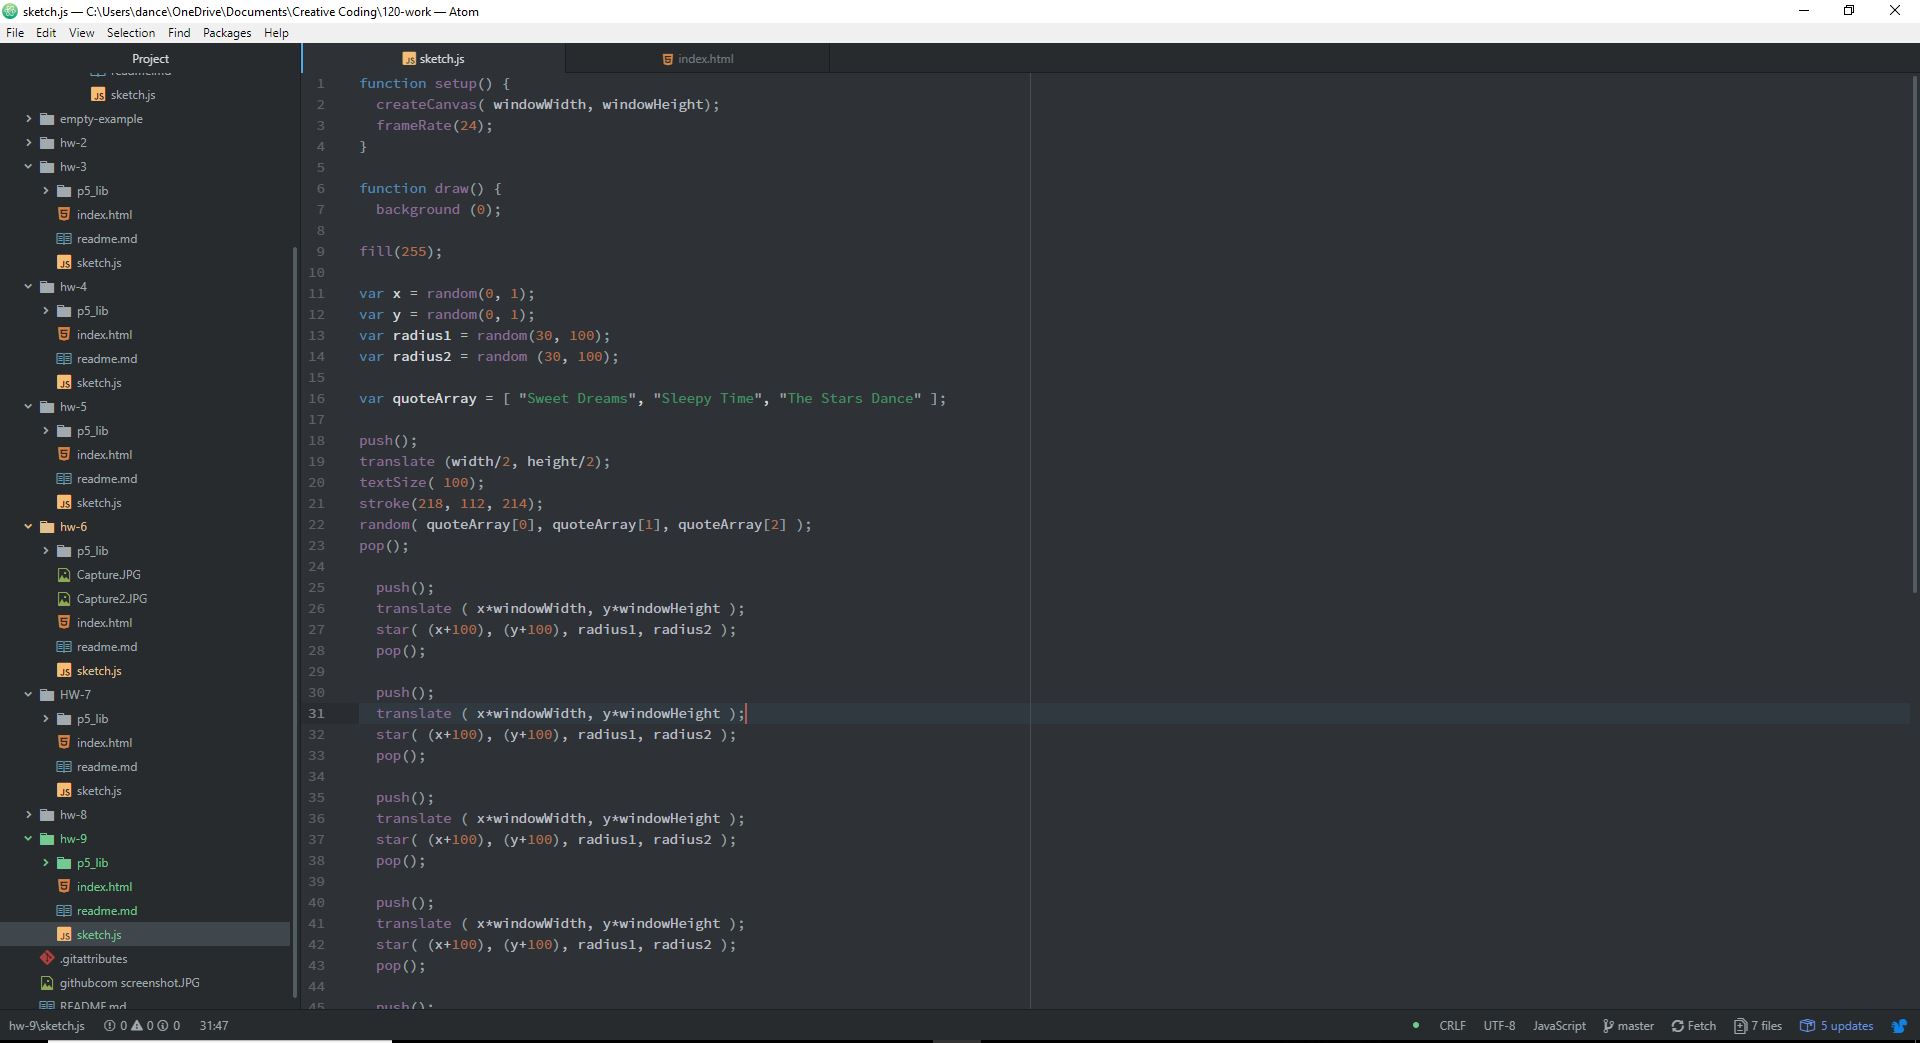 sketch.js — C:\Users\dance\OneDrive\Documents\Creative Coding\120-work — Atom
File Edit View Selection Find Packages Help
Project
sketch.js
index.html
readme.md
sketch.js
empty-example
hw-2
hw-3
p5_lib
index.html
readme.md
sketch.js
hw-4
p5_lib
index.html
readme.md
sketch.js
hw-5
p5_lib
index.html
readme.md
sketch.js
hw-6
p5_lib
Capture.JPG
Capture2.JPG
index.html
readme.md
sketch.js
HW-7
p5_lib
index.html
readme.md
sketch.js
hw-8
hw-9
p5_lib
index.html
readme.md
sketch.js
.gitattributes
githubcom screenshot.JPG
README.md
1 function setup() {
2 createCanvas( windowWidth, windowHeight);
3 frameRate(24);
4 }
5
6 function draw() {
7 background (0);
8
9 fill(255);
10
11 var x = random(0, 1);
12 var y = random(0, 1);
13 var radius1 = random(30, 100);
14 var radius2 = random (30, 100);
15
16 var quoteArray = [ "Sweet Dreams", "Sleepy Time", "The Stars Dance" ];
17
18 push();
19 translate (width/2, height/2);
20 textSize( 100);
21 stroke(218, 112, 214);
22 random( quoteArray[0], quoteArray[1], quoteArray[2] );
23 pop();
24
25 push();
26 translate ( x*windowWidth, y*windowHeight );
27 star( (x+100), (y+100), radius1, radius2 );
28 pop();
29
30 push();
31 translate ( x*windowWidth, y*windowHeight );
32 star( (x+100), (y+100), radius1, radius2 );
33 pop();
34
35 push();
36 translate ( x*windowWidth, y*windowHeight );
37 star( (x+100), (y+100), radius1, radius2 );
38 pop();
39
40 push();
41 translate ( x*windowWidth, y*windowHeight );
42 star( (x+100), (y+100), radius1, radius2 );
43 pop();
44
45 push();
hw-9\sketch.js 0 0 0 31:47 CRLF UTF-8 JavaScript master Fetch 7 files 5 updates